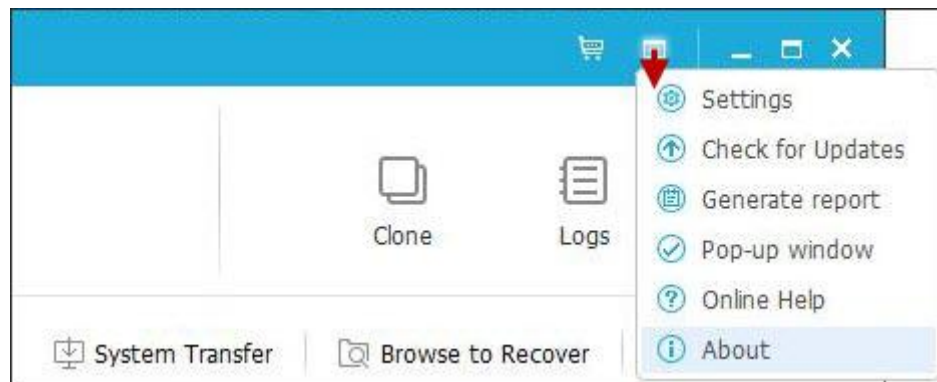 Settings
Check for Updates
Generate report
Pop-up window
Online Help
About
Clone
Logs
System Transfer
Browse to Recover